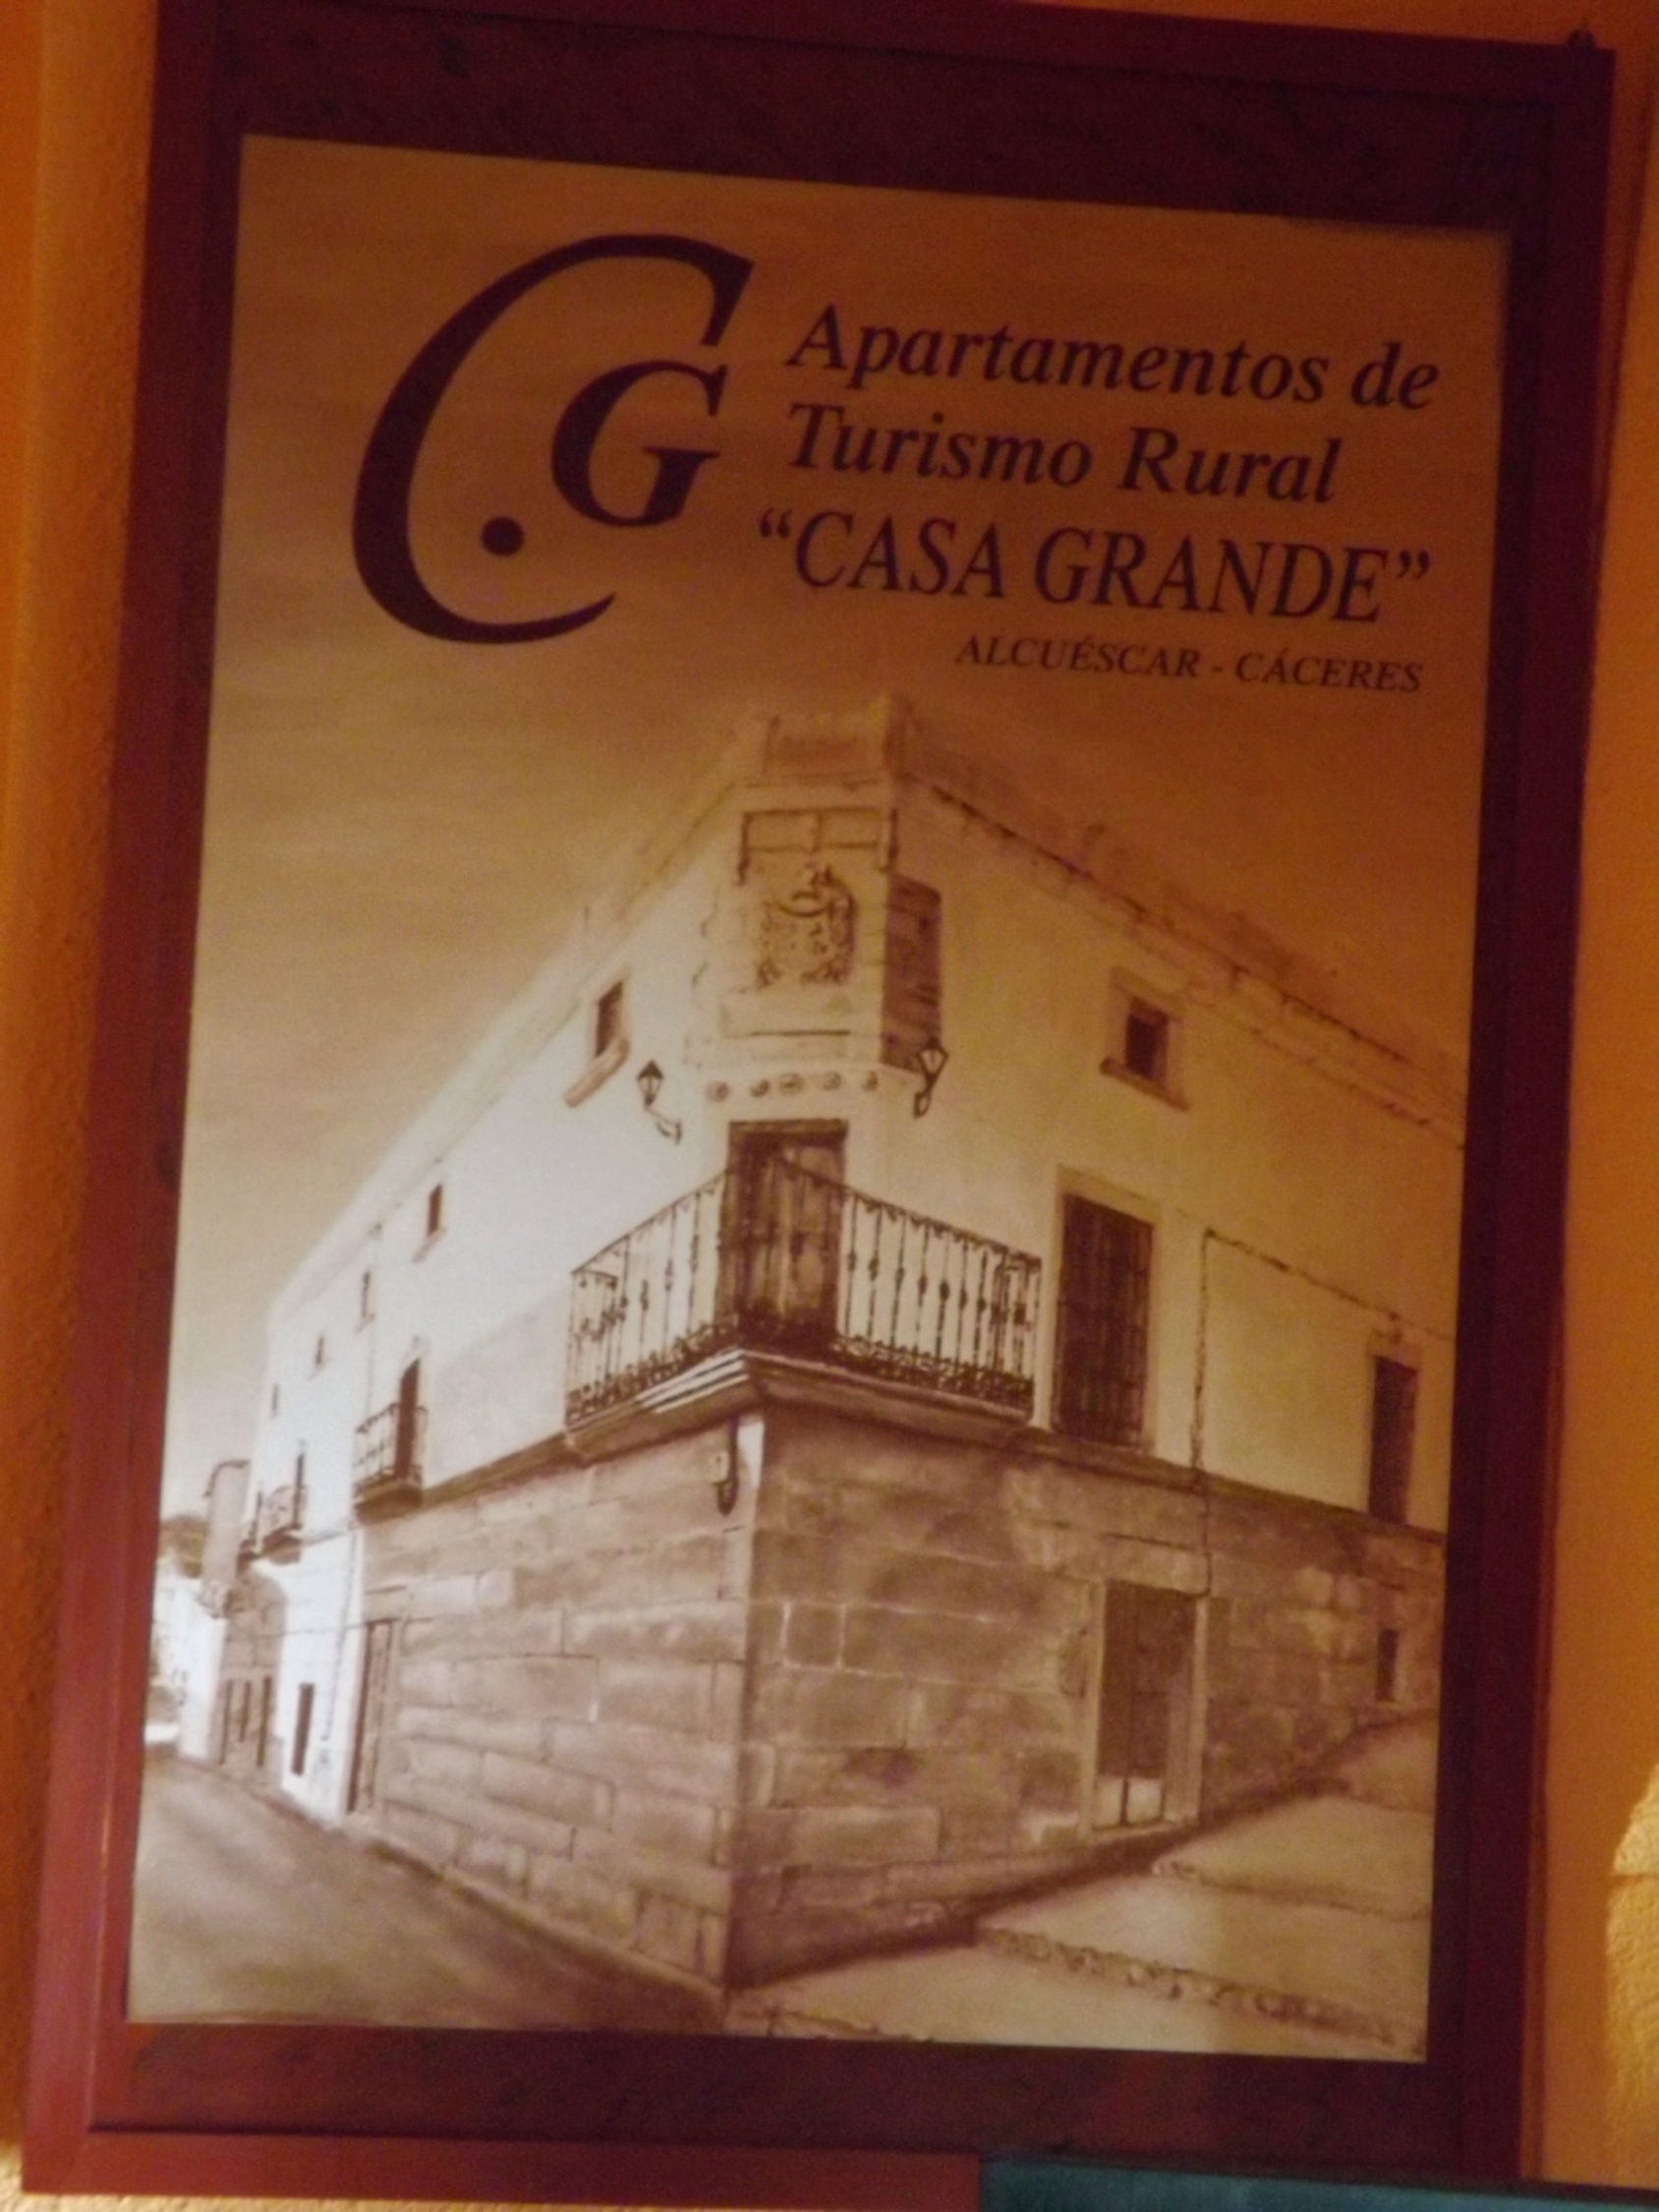 C.G
Apartamentos de
Turismo Rural
“CASA GRANDE”
ALCUÉSCAR - CÁCERES